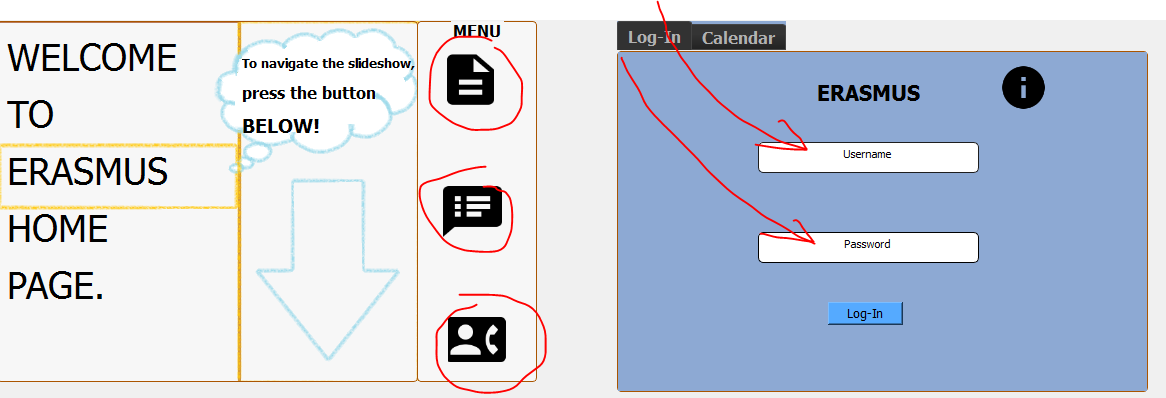 WELCOME
TO
ERASMUS
HOME
PAGE.
To navigate the slideshow,
press the button
BELOW!
MENU
Log-In Calendar
ERASMUS
i
Username
Password
Log-In